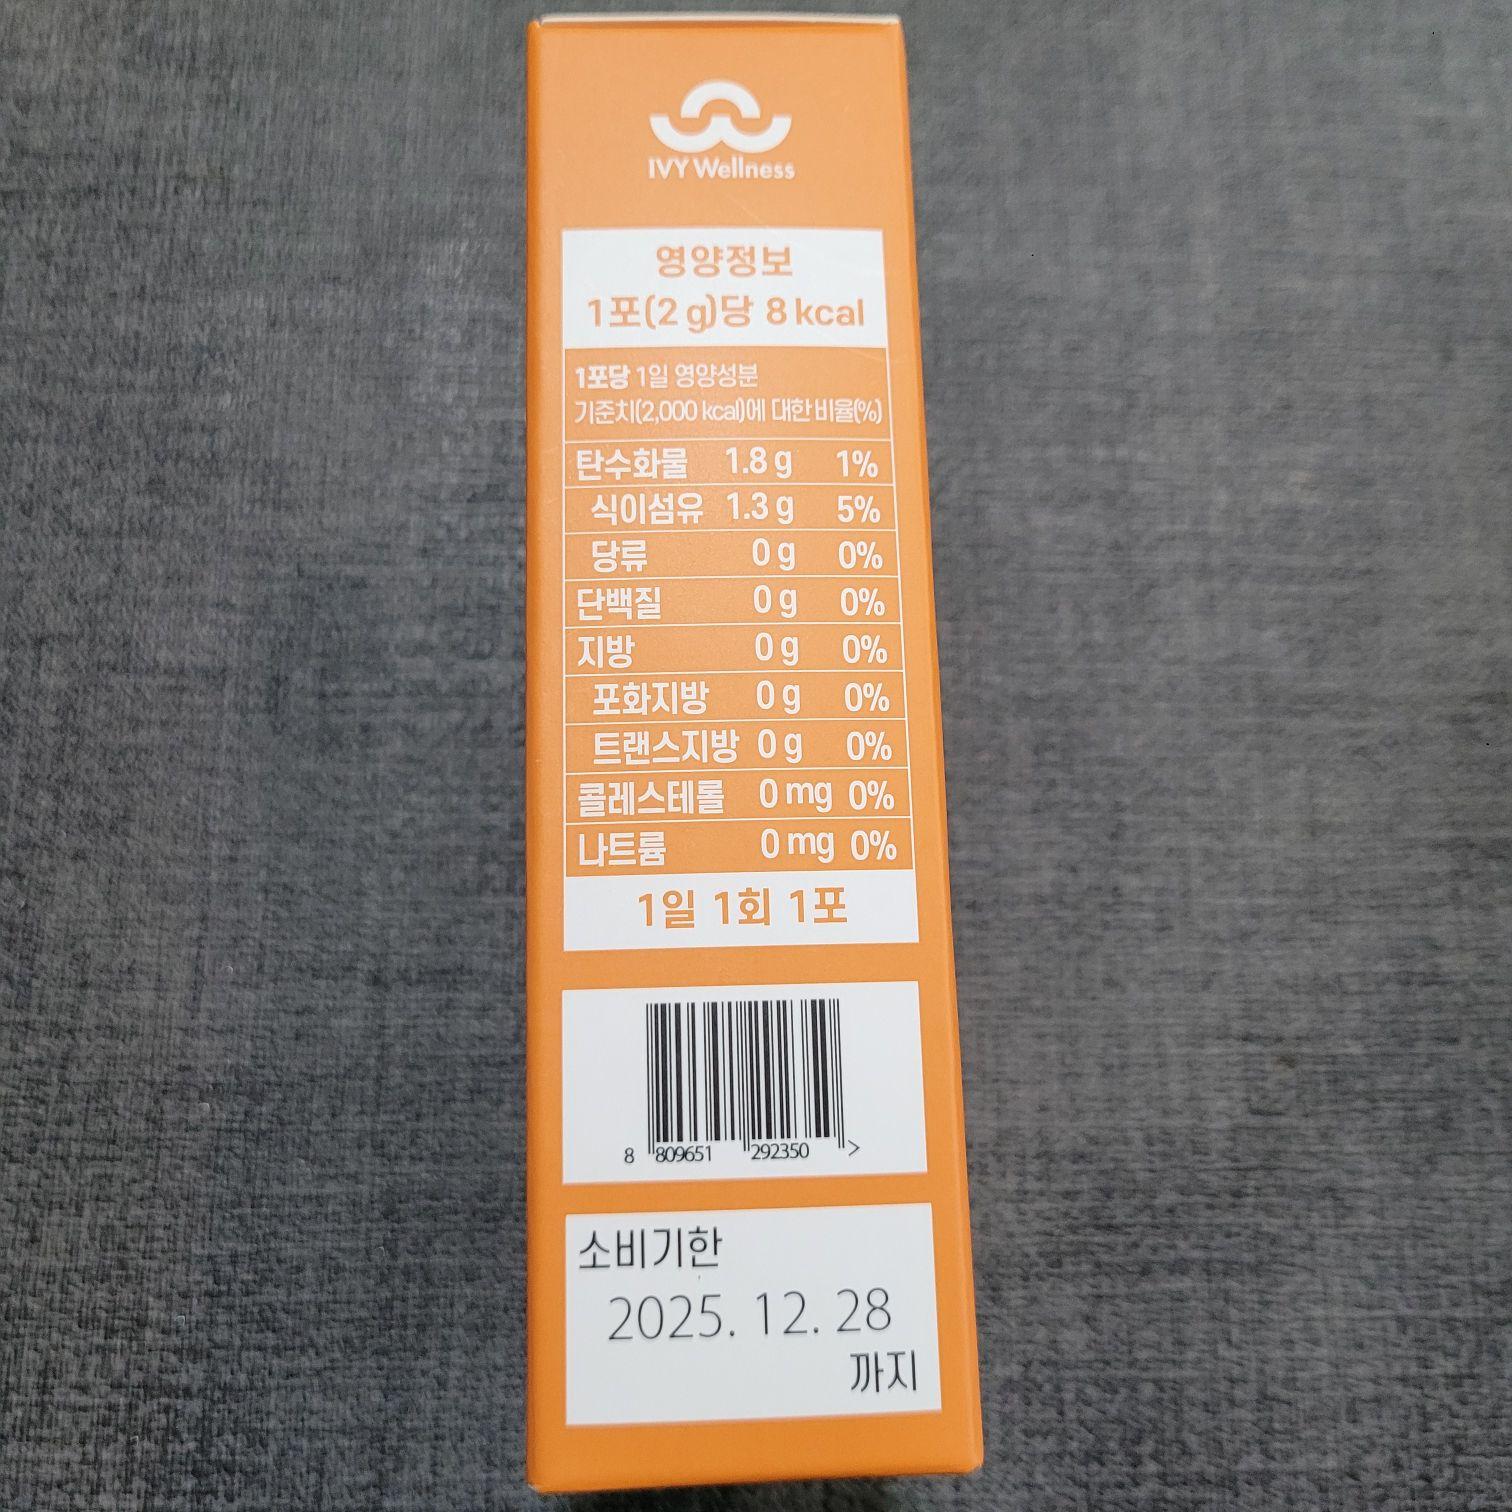 IVY Wellness
영양정보
1포(2 g)당 8 kcal
1포당 1일 영양성분
기준치(2,000 kcal)에 대한 비율(%)
탄수화물 1.8 g 1%
식이섬유 1.3 g 5%
당류 0 g 0%
단백질 0 g 0%
지방 0 g 0%
포화지방 0 g 0%
트랜스지방 0 g 0%
콜레스테롤 0 mg 0%
나트륨 0 mg 0%
1일 1회 1포
8 809651 292350 >
소비기한
2025. 12. 28
까지